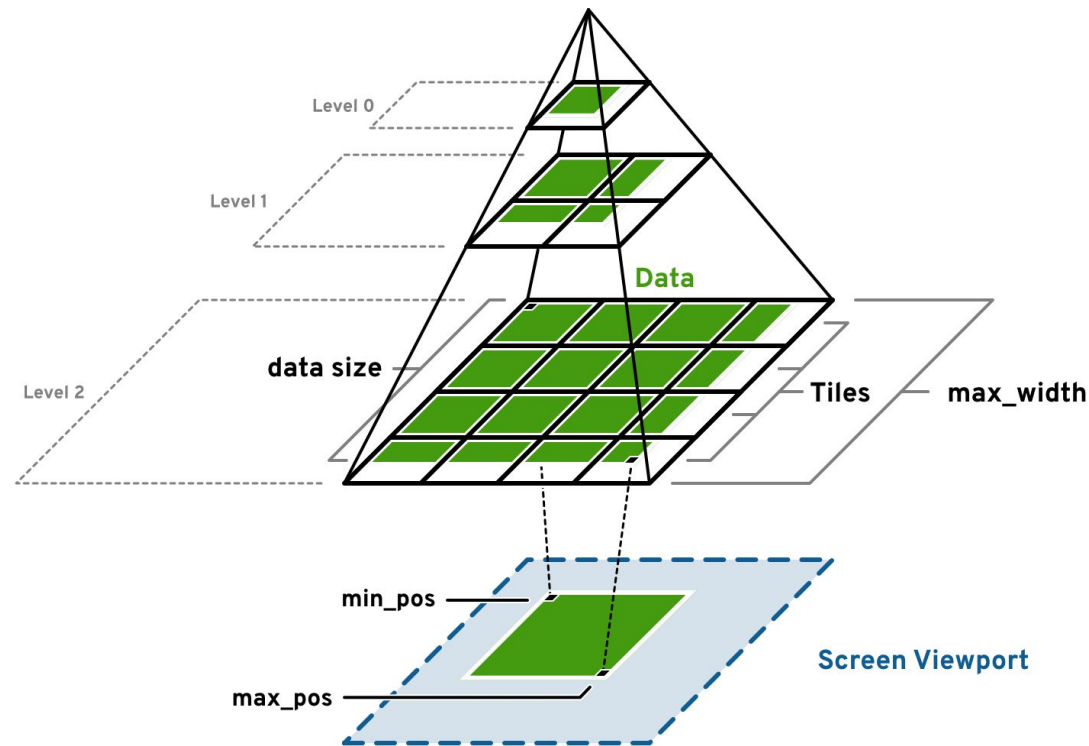 Level 0
Level 1
Data
data size
Level 2
Tiles
max_width
min_pos
Screen Viewport
max_pos